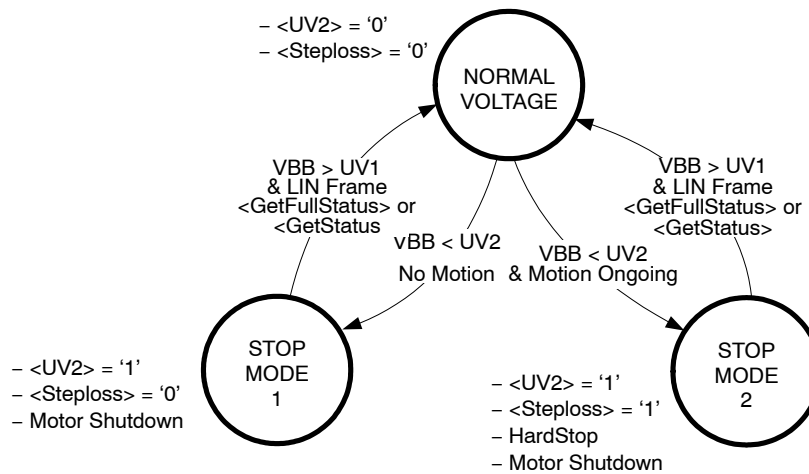 – <UV2> = ‘0’
– <Steploss> = ‘0’
NORMAL
VOLTAGE
VBB > UV1
& LIN Frame
<GetFullStatus> or
<GetStatus
vBB < UV2
No Motion
VBB < UV2
& Motion Ongoing
VBB > UV1
& LIN Frame
<GetFullStatus> or
<GetStatus>
STOP
MODE
1
– <UV2> = ‘1’
– <Steploss> = ‘0’
– Motor Shutdown
STOP
MODE
2
– <UV2> = ‘1’
– <Steploss> = ‘1’
– HardStop
– Motor Shutdown